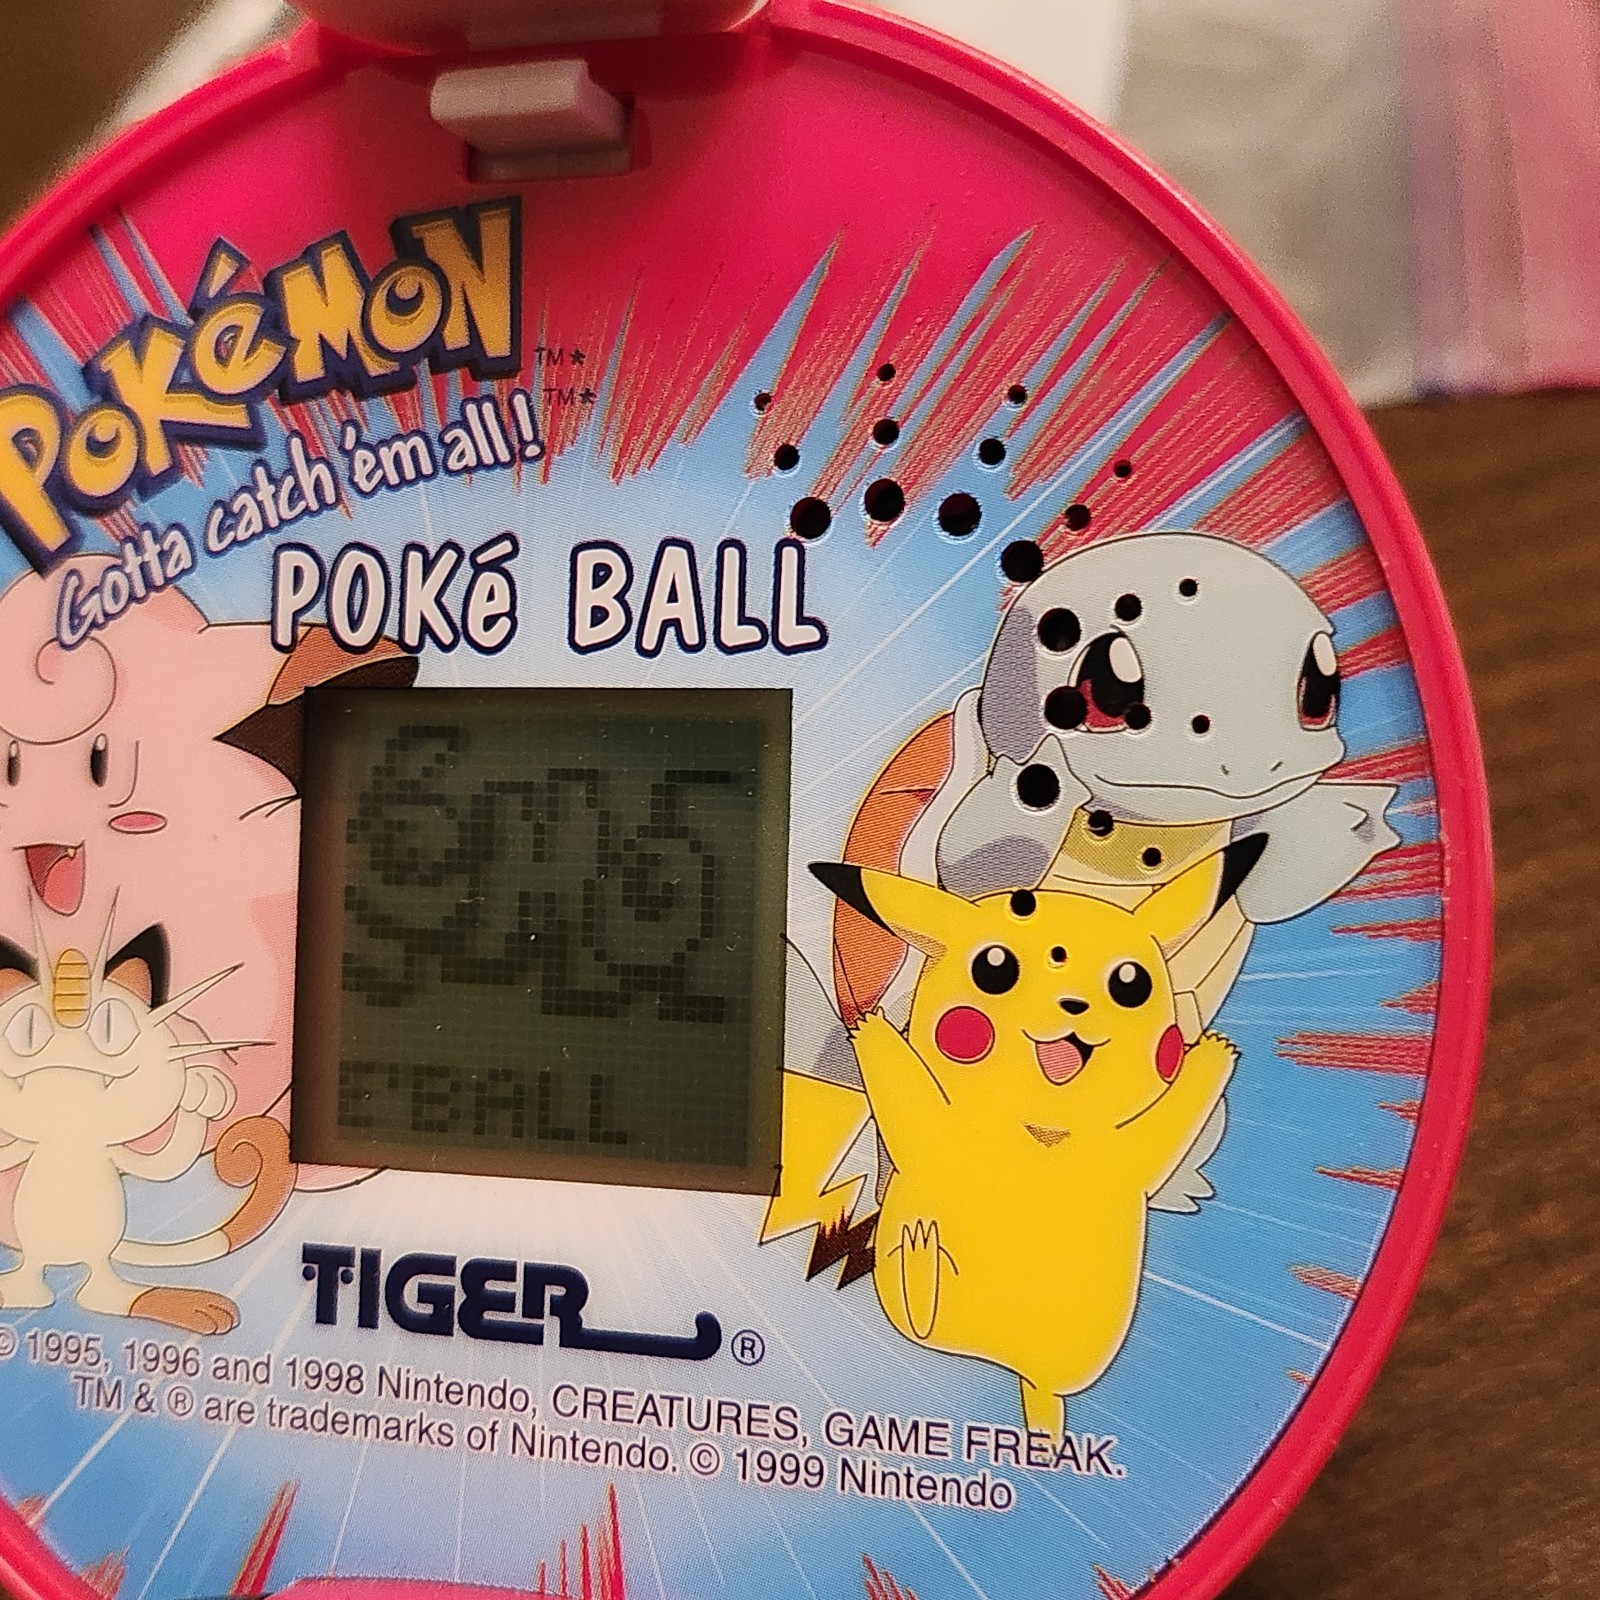 POKéMON TM*
Gotta catch 'em all! TM*
POKé BALL
E'BALL
TIGER ®
© 1995, 1996 and 1998 Nintendo, CREATURES, GAME FREAK.
TM & ® are trademarks of Nintendo. © 1999 Nintendo